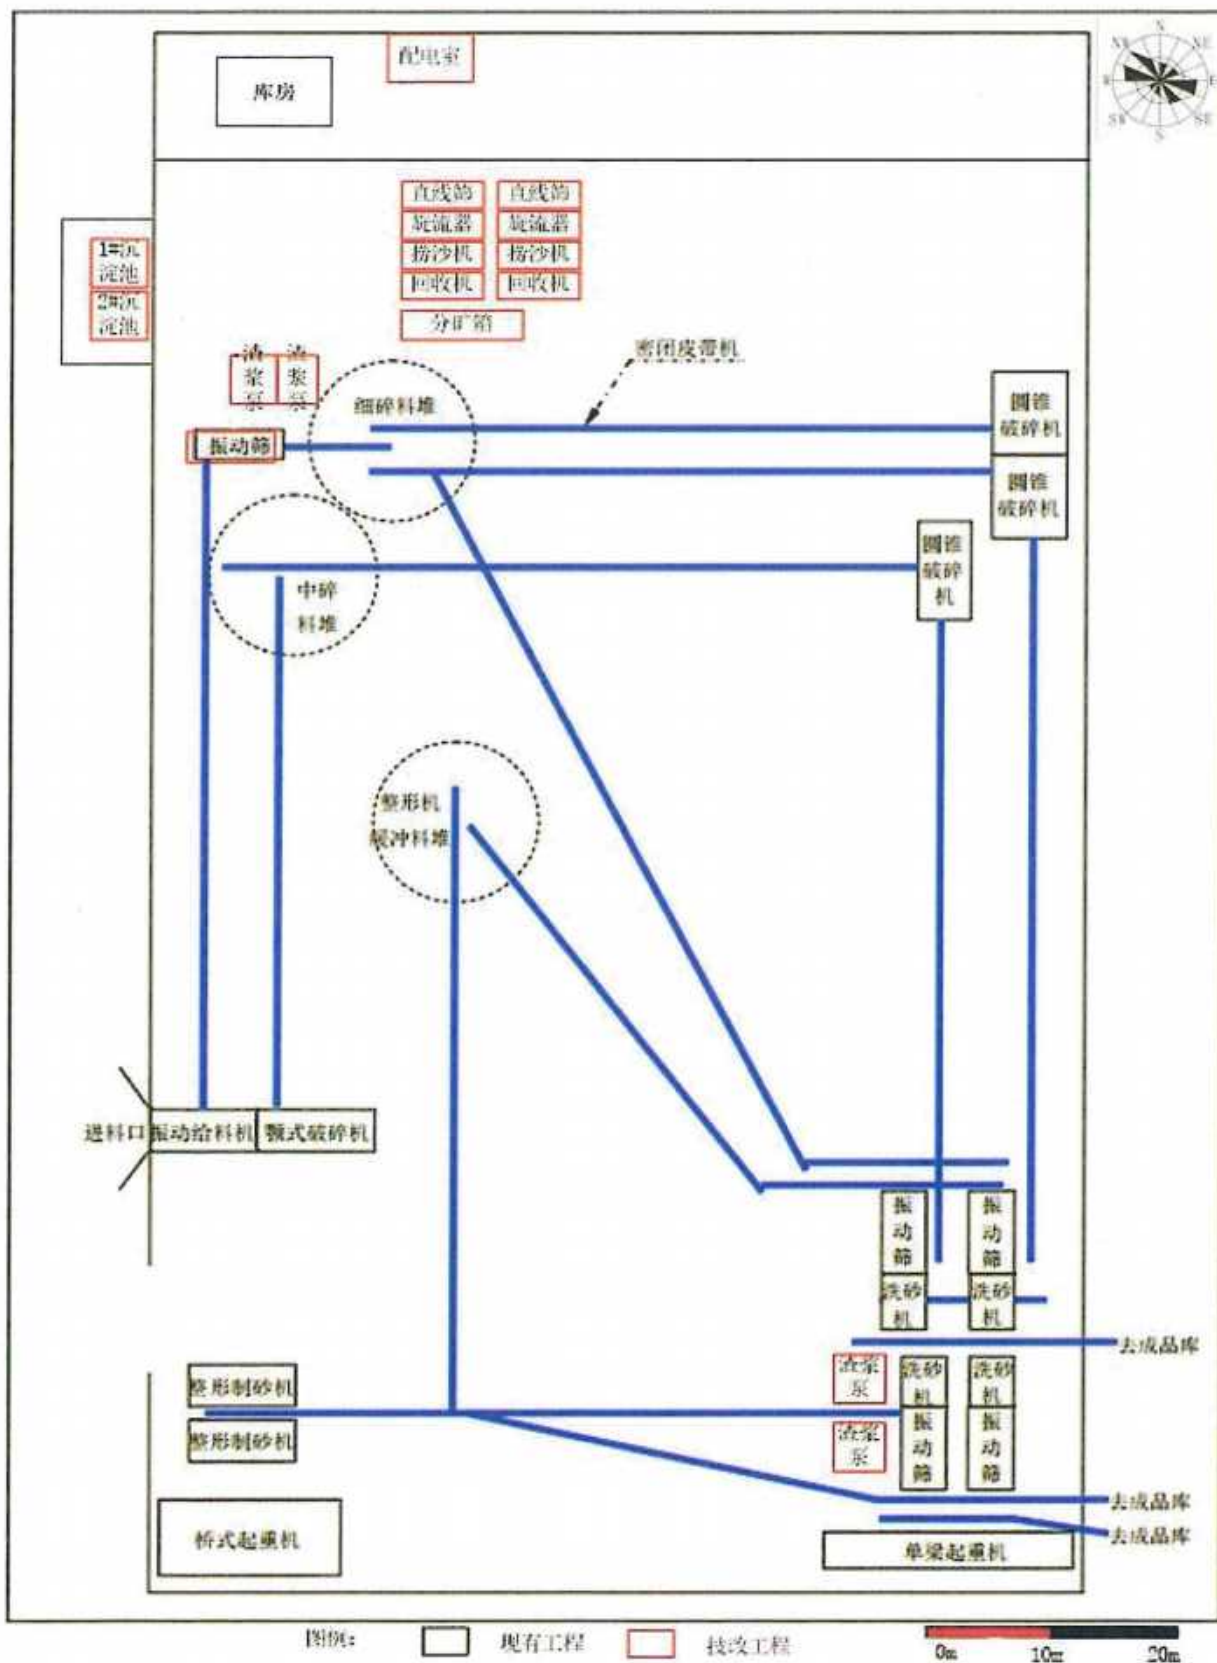 配电室
库房
N
NW
NE
W
E
SW
SE
S
直线筛
直线筛
旋流器
旋流器
捞沙机
捞沙机
回收机
回收机
分矿箱
1#沉
淀池
2#沉
淀池
渣
浆
泵
渣
浆
泵
密闭皮带机
细碎料堆
圆锥
破碎机
振动筛
圆锥
破碎机
圆锥
破碎
机
中碎
料堆
整形机
缓冲料堆
进料口
振动给料机
颚式破碎机
振
动
筛
振
动
筛
洗砂
机
洗砂
机
去成品库
渣浆
泵
洗砂
机
洗砂
机
整形制砂机
整形制砂机
渣浆
泵
振
动
筛
振
动
筛
去成品库
去成品库
桥式起重机
单梁起重机
图例:
现有工程
技改工程
0m
10m
20m